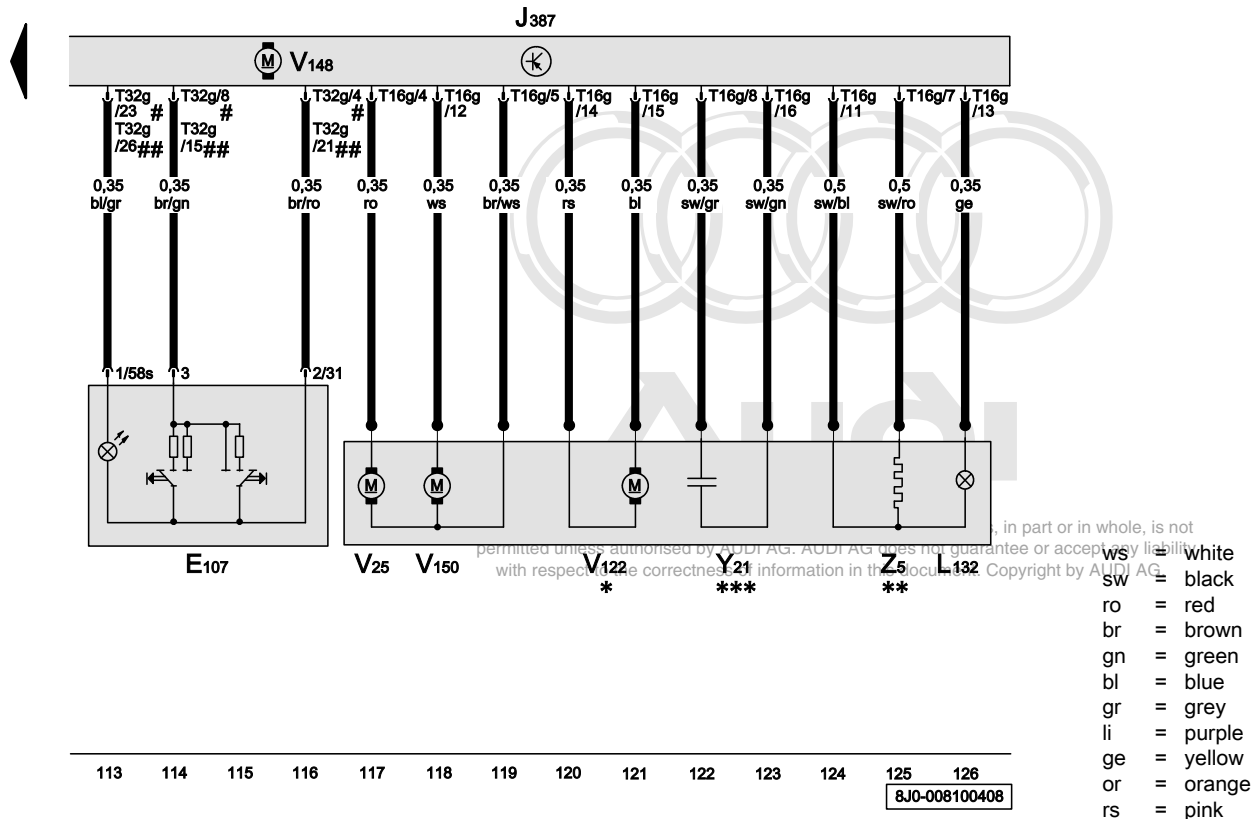 J387
V148
T32g T32g/8 T32g/4 T16g/4 T16g T16g/5 T16g T16g T16g/8 T16g T16g T16g/7 T16g
/23 # # # /12 /14 /15 /16 /11 /13
T32g T32g T32g
/26## /15## /21##
0,35 0,35 0,35 0,35 0,35 0,35 0,35 0,35 0,35 0,35 0,5 0,5 0,35
bl/gr br/gn br/ro ro ws br/ws rs bl sw/gr sw/gn sw/bl sw/ro ge
Audi
1/58s 3 2/31
M M M M
, in part or in whole, is not
permitted unless authorised by AUDI AG. AUDI AG does not guarantee or accept any liability
with respect to the correctness of information in this document. Copyright by AUDI AG.
E107 V25 V150 V122 Y21 Z5 L132
* *** **
ws = white
sw = black
ro = red
br = brown
gn = green
bl = blue
gr = grey
li = purple
ge = yellow
or = orange
rs = pink
113 114 115 116 117 118 119 120 121 122 123 124 125 126
8J0-008100408